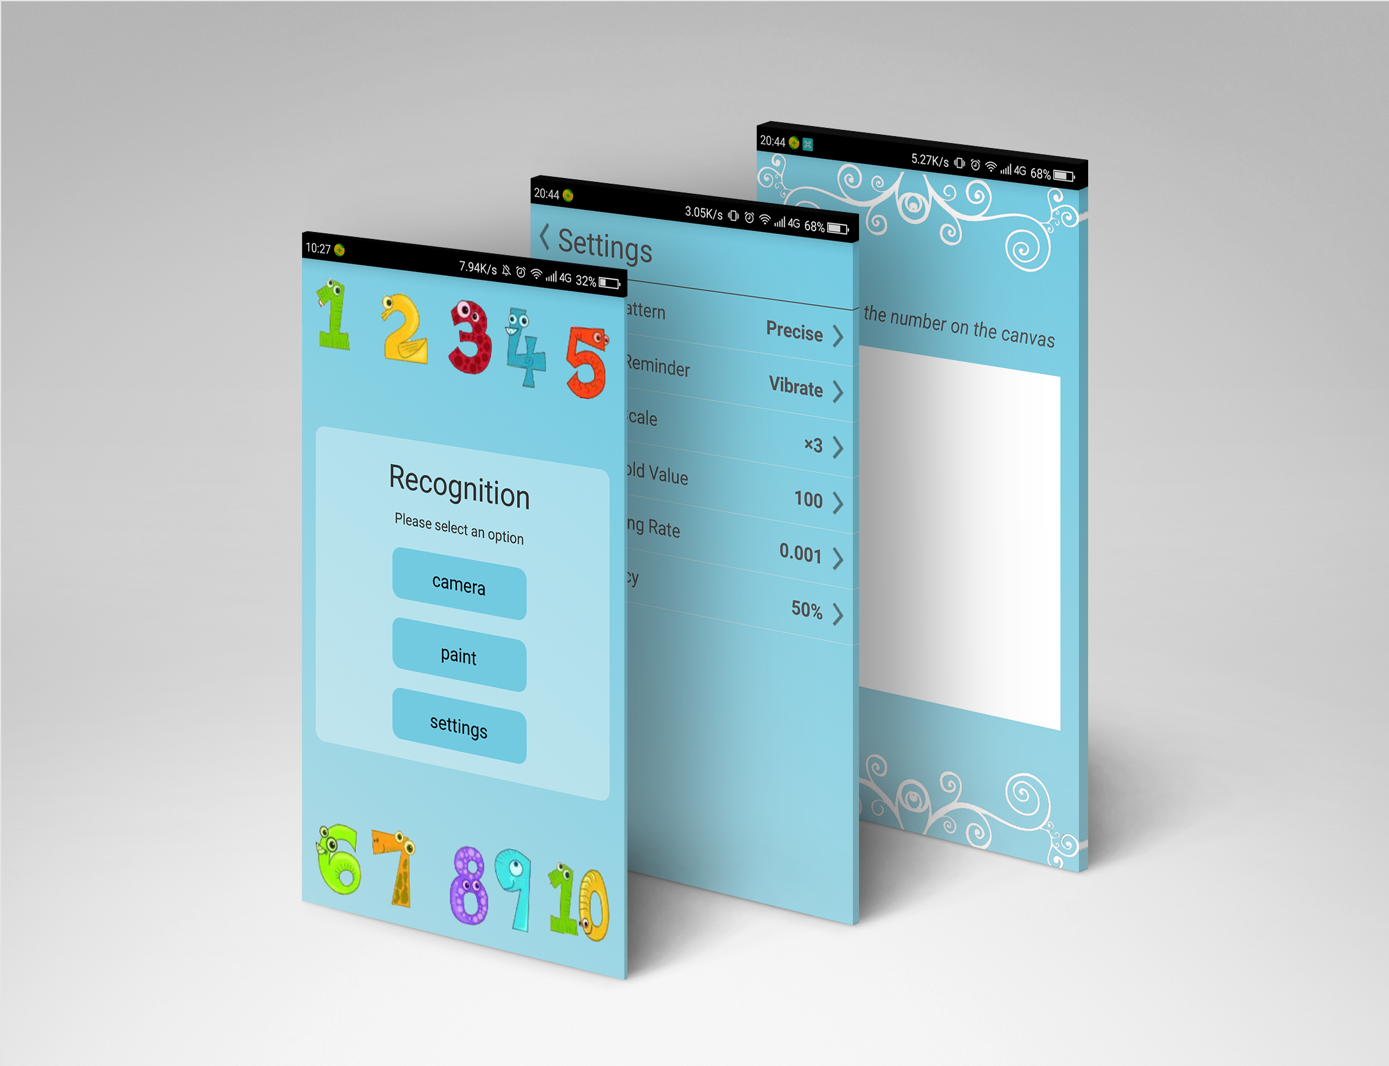 10:27
7.94K/s 4G 32%
1 2 3 4 5
Recognition
Please select an option
camera
paint
settings
6 7 8 9 10
20:44
3.05K/s 4G 68%
Settings
attern Precise
Reminder Vibrate
cale ×3
old Value 100
ng Rate 0.001
cy 50%
20:44
5.27K/s 4G 68%
the number on the canvas